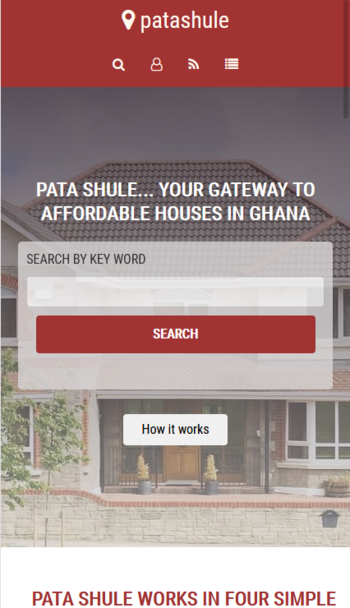 patashule
PATA SHULE... YOUR GATEWAY TO
AFFORDABLE HOUSES IN GHANA
SEARCH BY KEY WORD
SEARCH
How it works
PATA SHULE WORKS IN FOUR SIMPLE